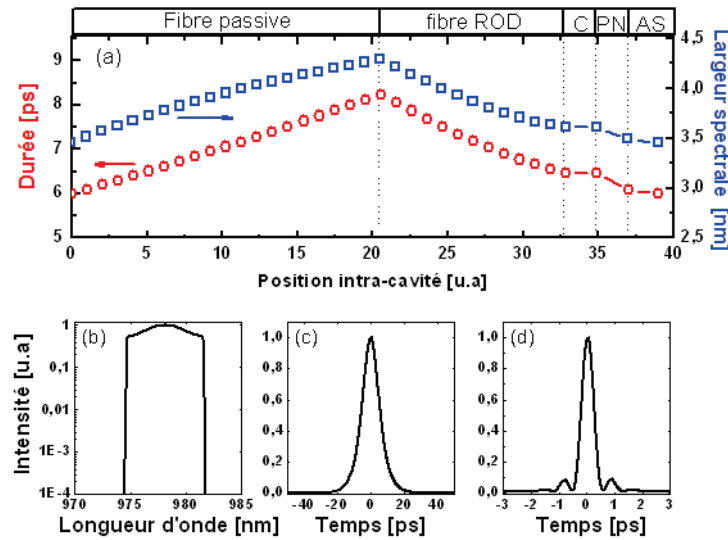 Fibre passive fibre ROD C PN AS
(a)
Durée [ps]
9
8
7
6
5
Largeur spectrale [nm]
4,5
4,0
3,5
3,0
2,5
0 5 10 15 20 25 30 35 40
Position intra-cavité [u.a]
Intensité [u.a]
(b)
1
0,1
0,01
1E-3
1E-4
970 975 980 985
Longueur d'onde [nm]
(c)
1,0
0,8
0,6
0,4
0,2
0,0
-40 -20 0 20 40
Temps [ps]
(d)
1,0
0,8
0,6
0,4
0,2
0,0
-3 -2 -1 0 1 2 3
Temps [ps]